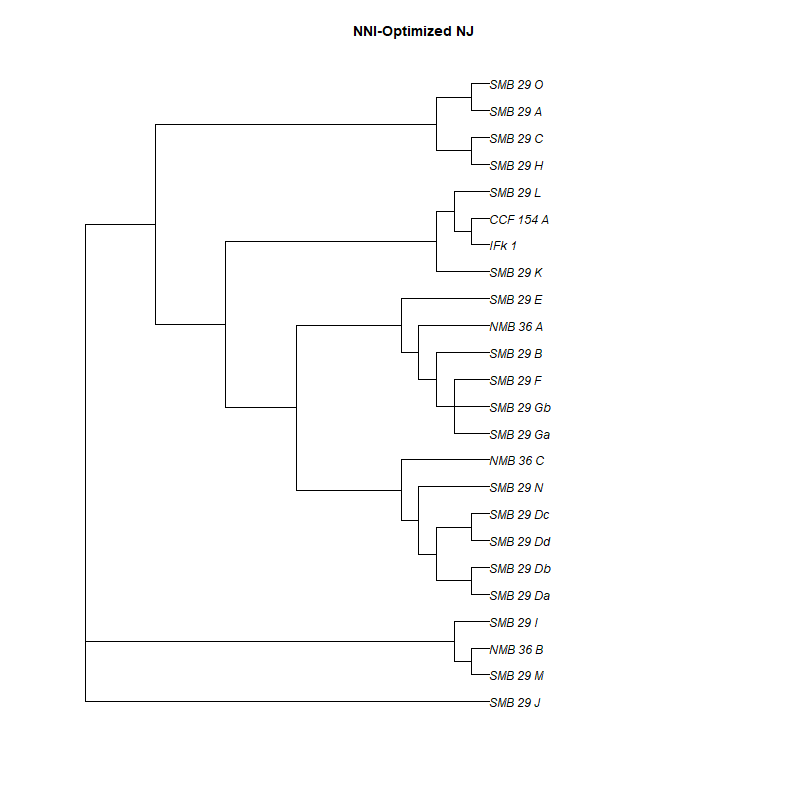 NNI-Optimized NJ
SMB 29 O
SMB 29 A
SMB 29 C
SMB 29 H
SMB 29 L
CCF 154 A
IFk 1
SMB 29 K
SMB 29 E
NMB 36 A
SMB 29 B
SMB 29 F
SMB 29 Gb
SMB 29 Ga
NMB 36 C
SMB 29 N
SMB 29 Dc
SMB 29 Dd
SMB 29 Db
SMB 29 Da
SMB 29 I
NMB 36 B
SMB 29 M
SMB 29 J